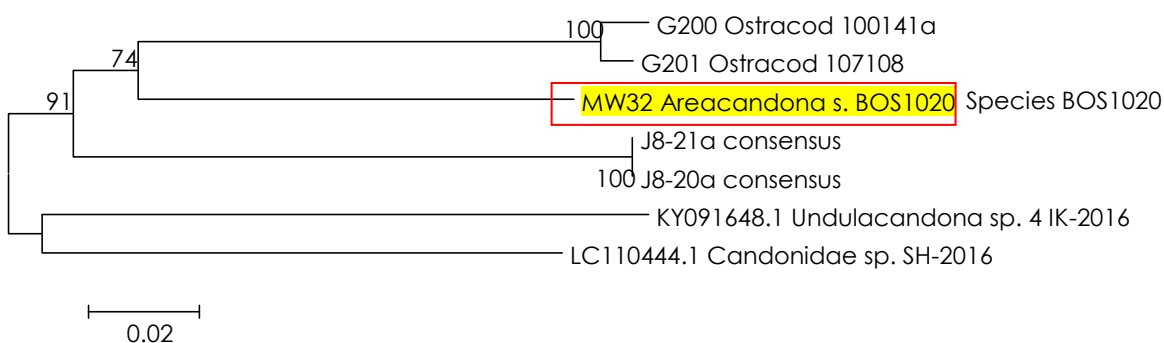 100 G200 Ostracod 100141a
74 G201 Ostracod 107108
91 MW32 Areacandona s. BOS1020 Species BOS1020
J8-21a consensus
100 J8-20a consensus
KY091648.1 Undulacandona sp. 4 IK-2016
LC110444.1 Candonidae sp. SH-2016
0.02